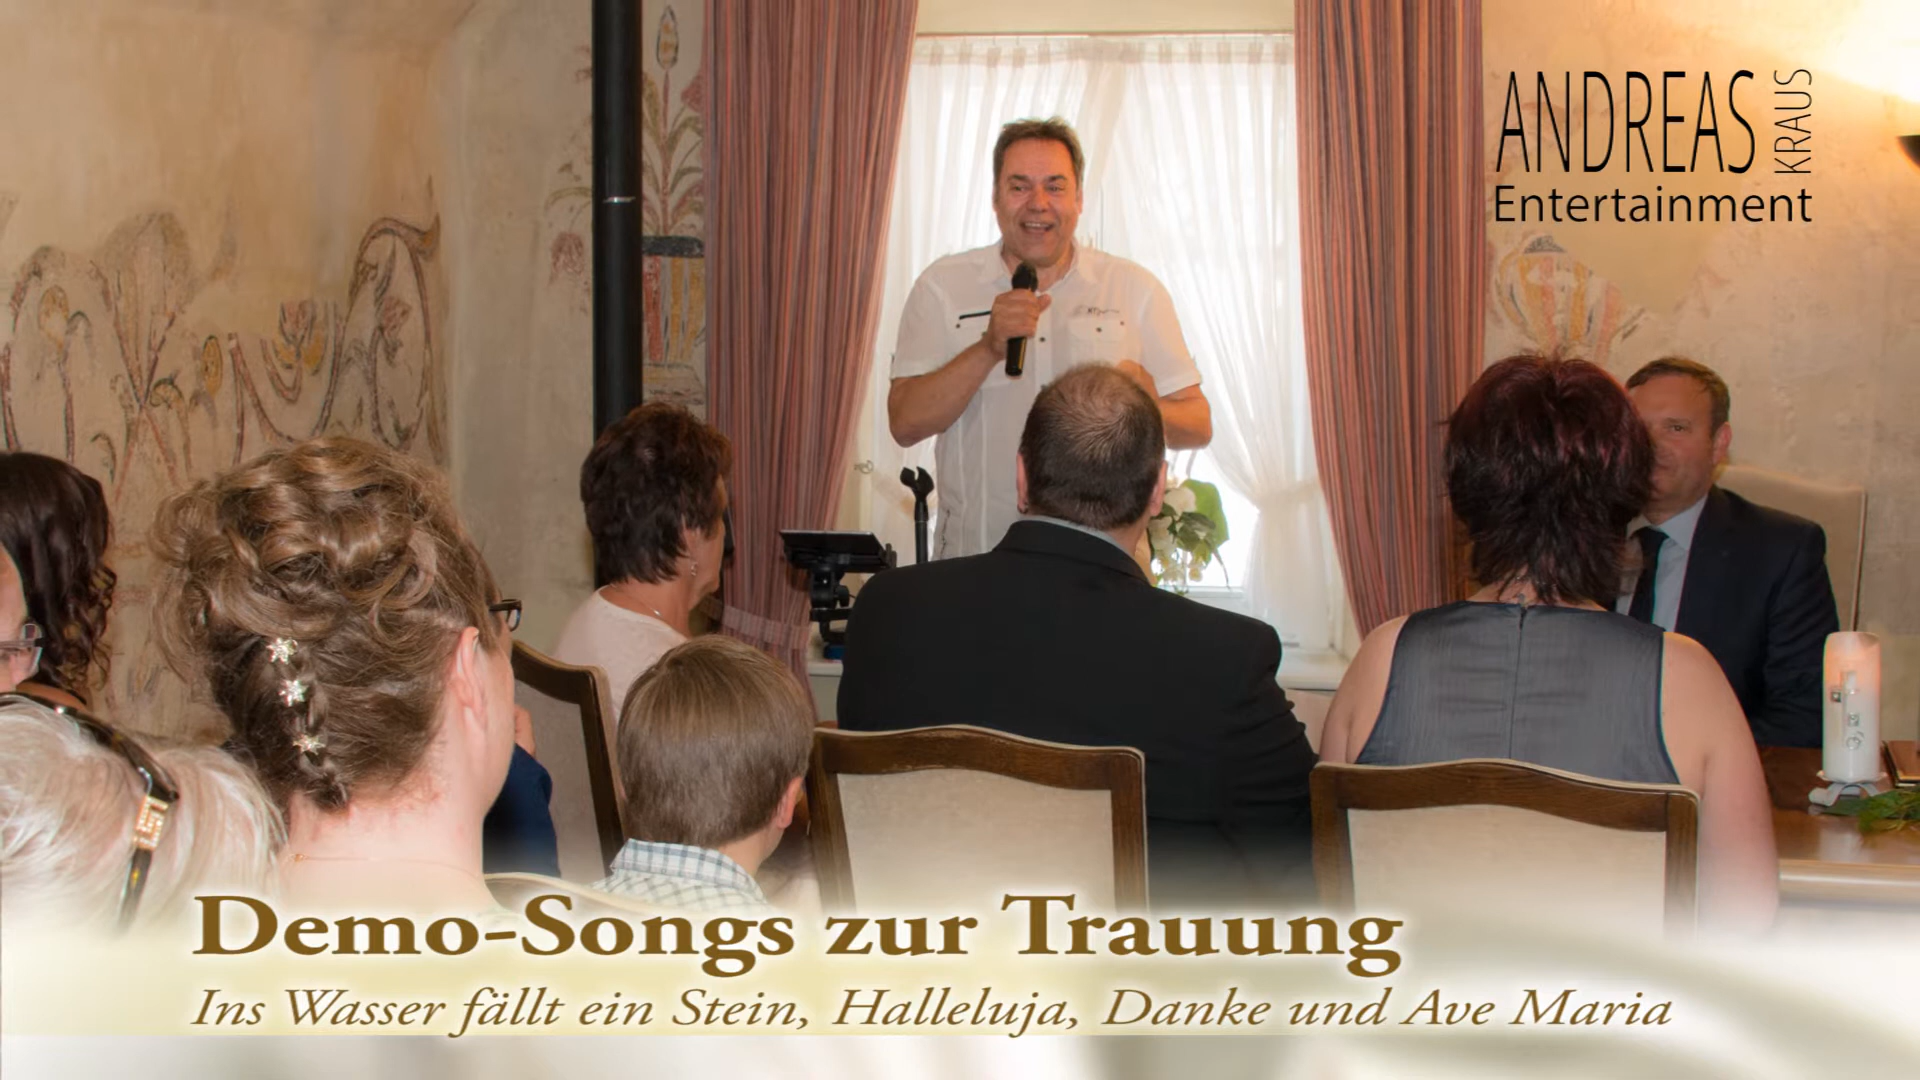 ANDREAS
KRAUS
Entertainment
Demo-Songs zur Trauung
Ins Wasser fällt ein Stein, Halleluja, Danke und Ave Maria